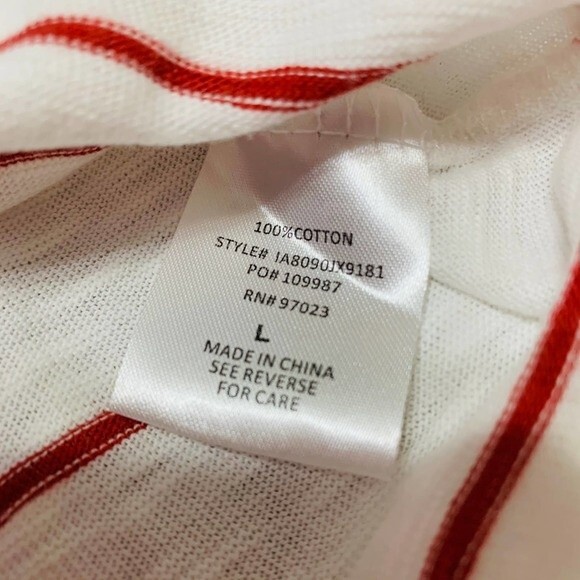 100%COTTON
STYLE# IA8090JX9181
PO# 109987
RN# 97023
L
MADE IN CHINA
SEE REVERSE
FOR CARE